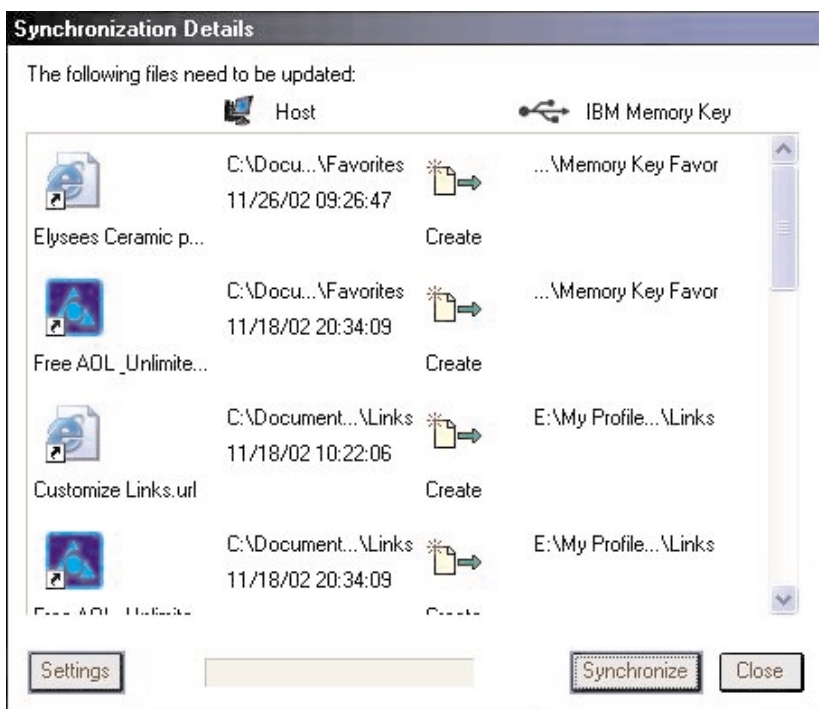 Synchronization Details
The following files need to be updated:
Host IBM Memory Key
C:\Docu...\Favorites ...\Memory Key Favor
11/26/02 09:26:47
Elysees Ceramic p... Create
C:\Docu...\Favorites ...\Memory Key Favor
11/18/02 20:34:09
Free AOL_Unlimite... Create
C:\Document...\Links E:\My Profile...\Links
11/18/02 10:22:06
Customize Links.url Create
C:\Document...\Links E:\My Profile...\Links
11/18/02 20:34:09
Settings Synchronize Close